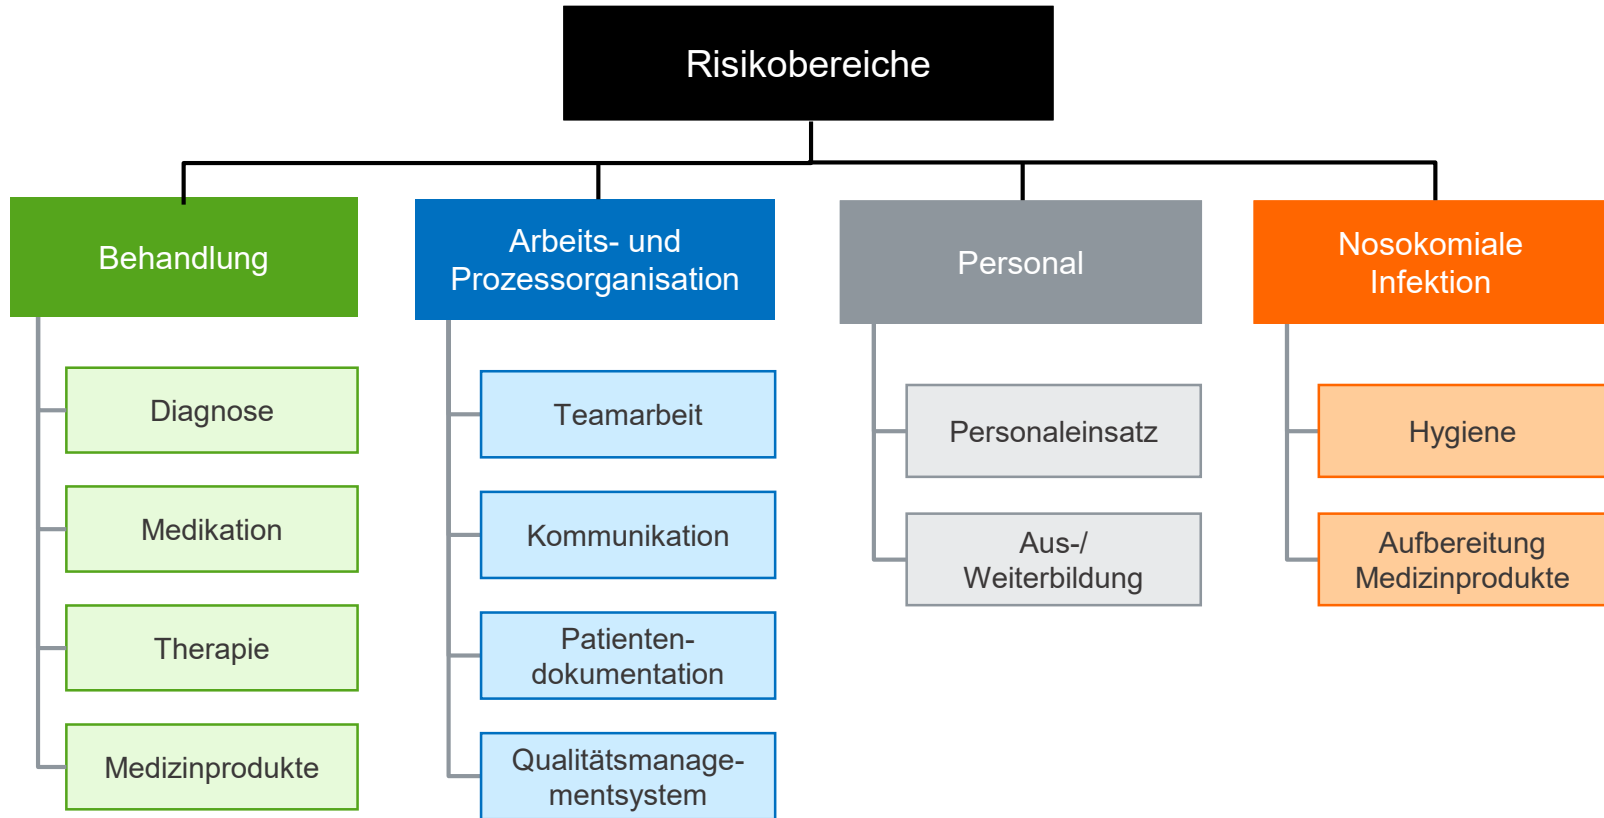 Risikobereiche
Behandlung
Diagnose
Medikation
Therapie
Medizinprodukte
Arbeits- und
Prozessorganisation
Teamarbeit
Kommunikation
Patienten-
dokumentation
Qualitätsmanage-
mentsystem
Personal
Personaleinsatz
Aus-/
Weiterbildung
Nosokomiale
Infektion
Hygiene
Aufbereitung
Medizinprodukte